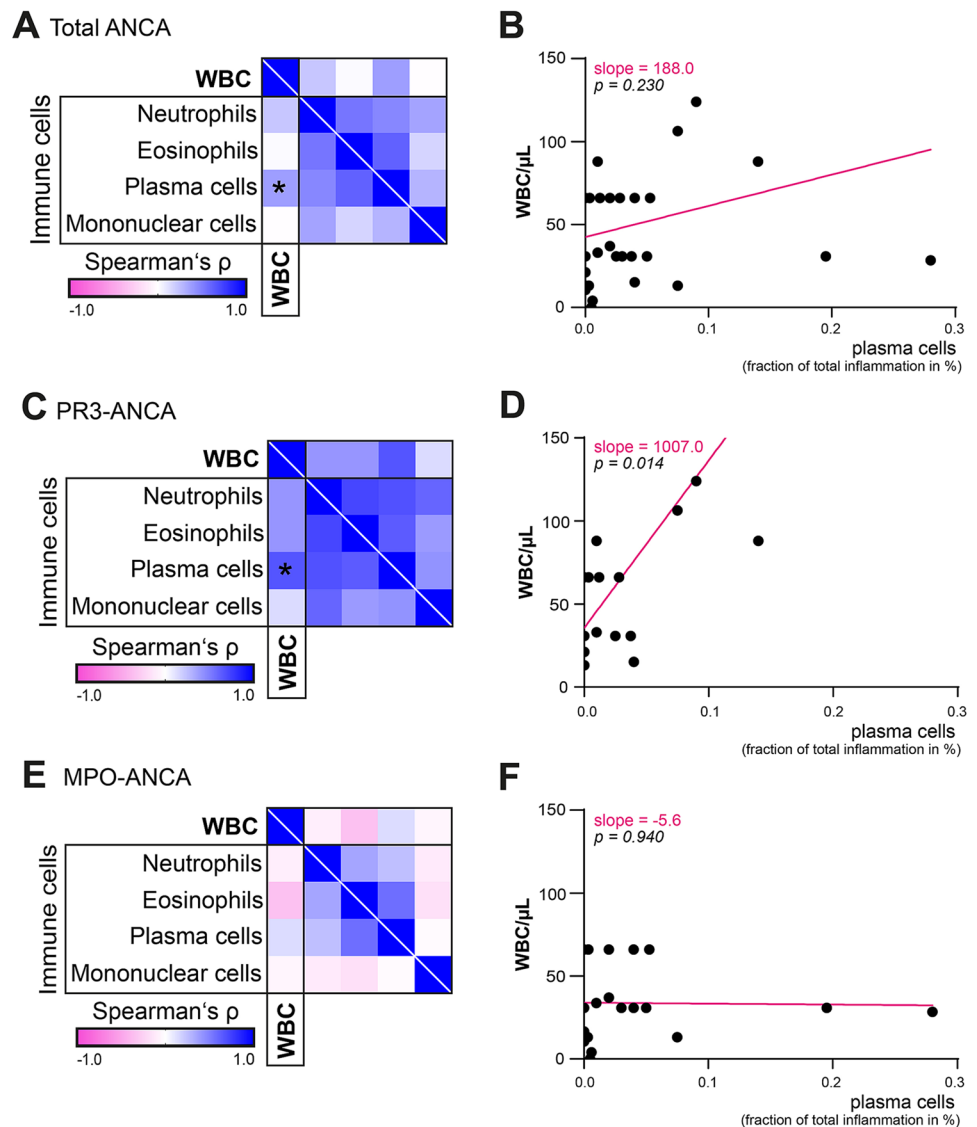 A Total ANCA
WBC
Immune cells
Neutrophils
Eosinophils
Plasma cells
*
Mononuclear cells
Spearman‘s ρ
-1.0 1.0
WBC
B
slope = 188.0
p = 0.230
WBC/µL
150
100
50
0
0.0 0.1 0.2 0.3
plasma cells
(fraction of total inflammation in %)
C PR3-ANCA
WBC
Immune cells
Neutrophils
Eosinophils
Plasma cells
*
Mononuclear cells
Spearman‘s ρ
-1.0 1.0
WBC
D
slope = 1007.0
p = 0.014
WBC/µL
150
100
50
0
0.0 0.1 0.2 0.3
plasma cells
(fraction of total inflammation in %)
E MPO-ANCA
WBC
Immune cells
Neutrophils
Eosinophils
Plasma cells
Mononuclear cells
Spearman‘s ρ
-1.0 1.0
WBC
F
slope = -5.6
p = 0.940
WBC/µL
150
100
50
0
0.0 0.1 0.2 0.3
plasma cells
(fraction of total inflammation in %)